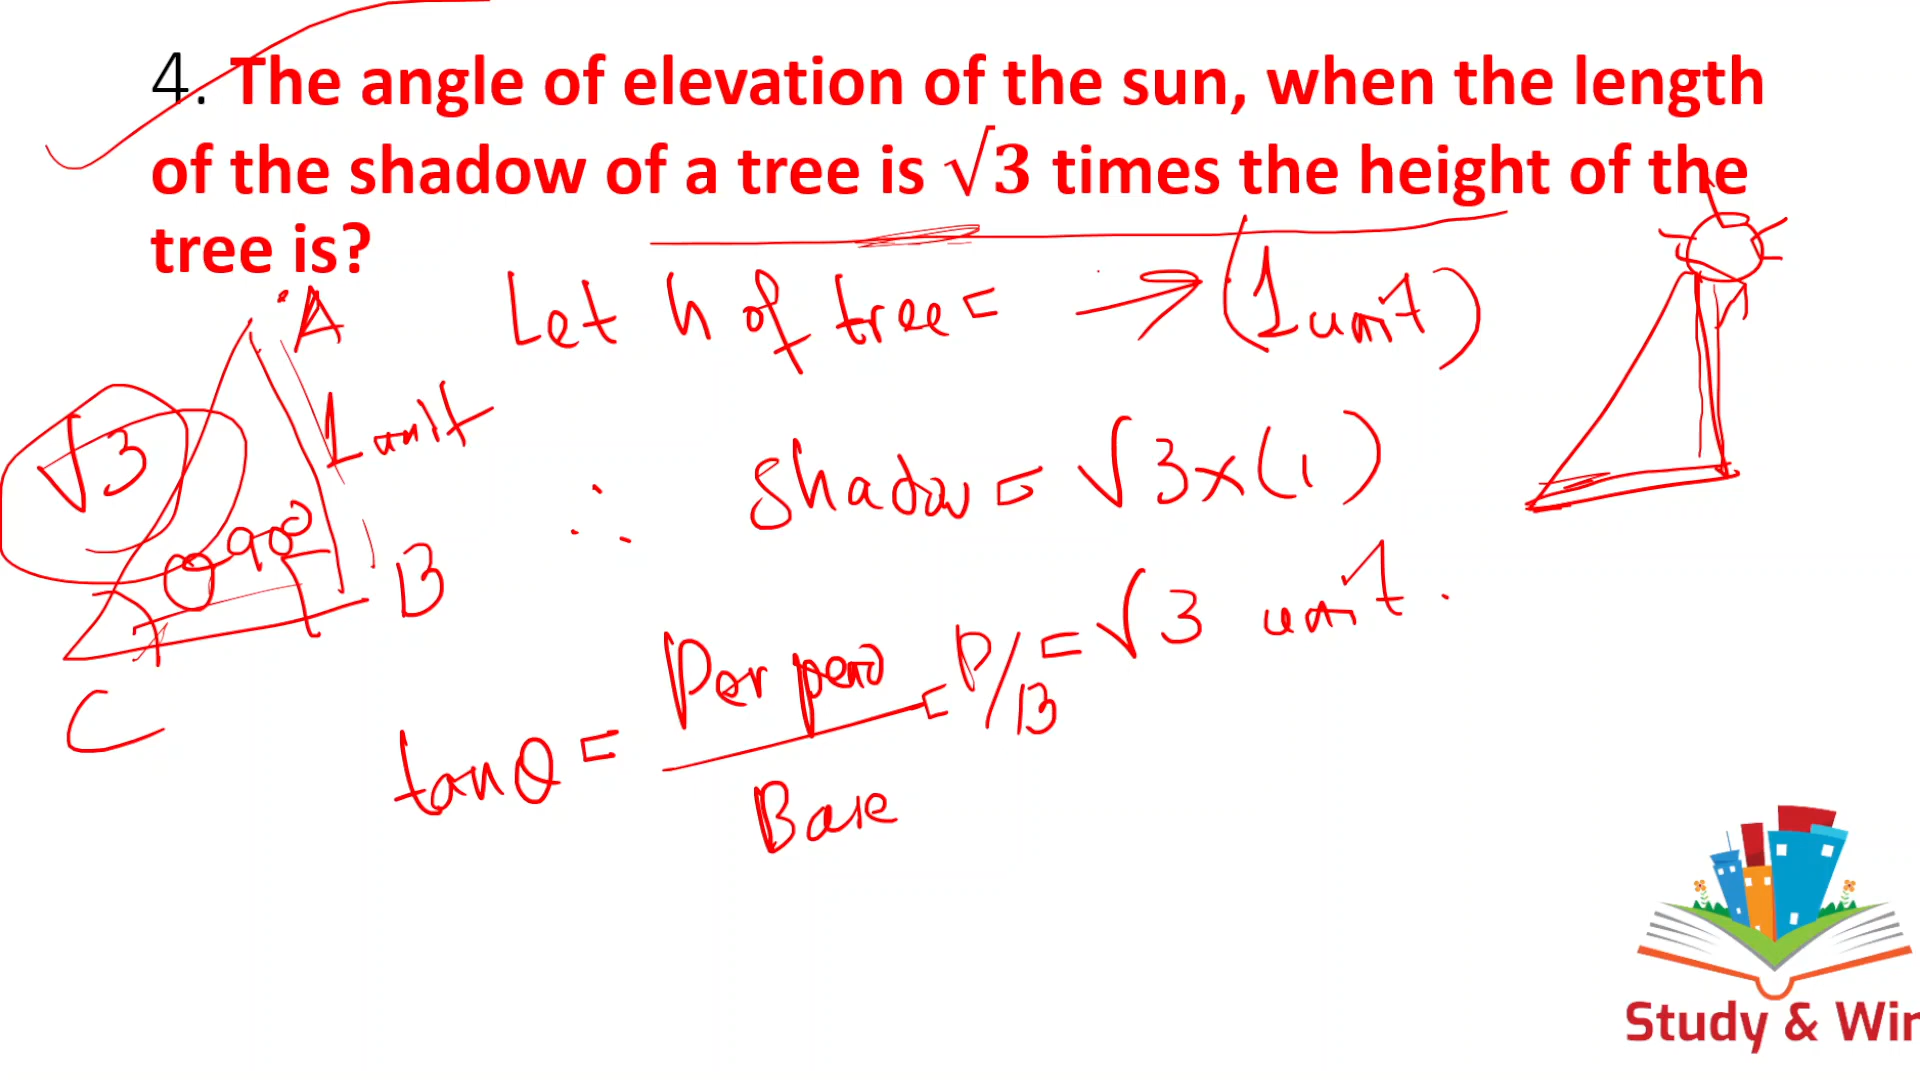 4. The angle of elevation of the sun, when the length
of the shadow of a tree is √3 times the height of the
tree is?
Let h of tree = → (1 unit)
A
1 unit
√3
θ 90°
B
C
∴ Shadow = √3 × (1)
= √3 unit.
tanθ = Perpend / Base = P/B
Study & Win